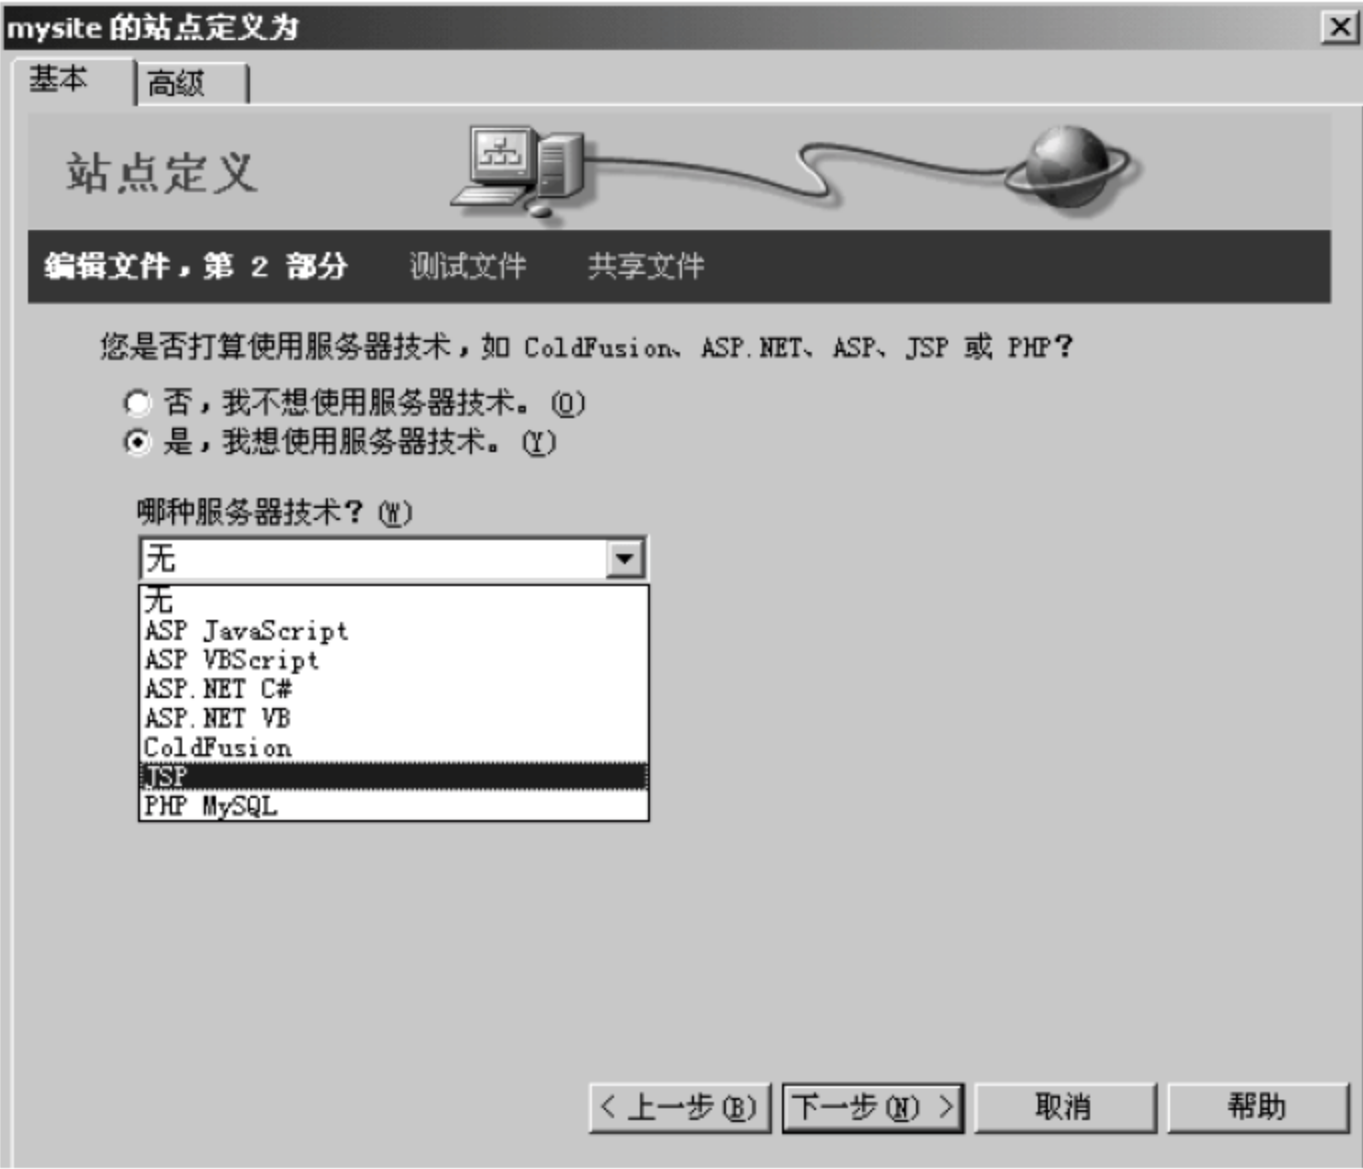 mysite 的站点定义为
基本 高级
站点定义
编辑文件，第 2 部分 测试文件 共享文件
您是否打算使用服务器技术，如 ColdFusion、ASP.NET、ASP、JSP 或 PHP？
否，我不想使用服务器技术。(O)
是，我想使用服务器技术。(Y)
哪种服务器技术？(W)
无
无
ASP JavaScript
ASP VBScript
ASP.NET C#
ASP.NET VB
ColdFusion
JSP
PHP MySQL
< 上一步(B) 下一步(N) > 取消 帮助